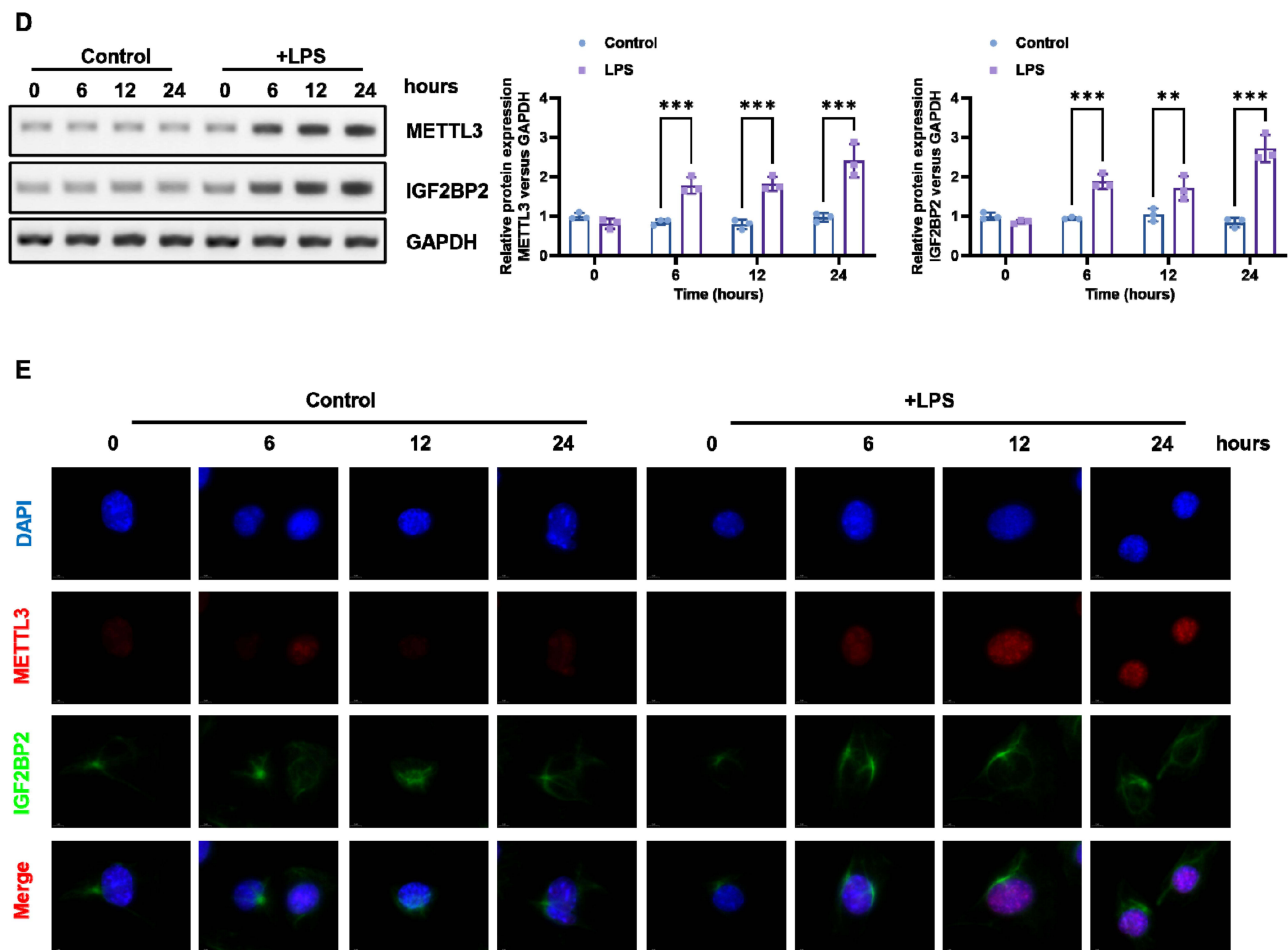 D
Control +LPS
0 6 12 24 0 6 12 24 hours
METTL3
IGF2BP2
GAPDH
Control
LPS
Relative protein expression
METTL3 versus GAPDH
4
3
2
1
0
*** *** ***
0 6 12 24
Time (hours)
Control
LPS
Relative protein expression
IGF2BP2 versus GAPDH
4
3
2
1
0
*** ** ***
0 6 12 24
Time (hours)
E
Control +LPS
0 6 12 24 0 6 12 24 hours
DAPI
METTL3
IGF2BP2
Merge